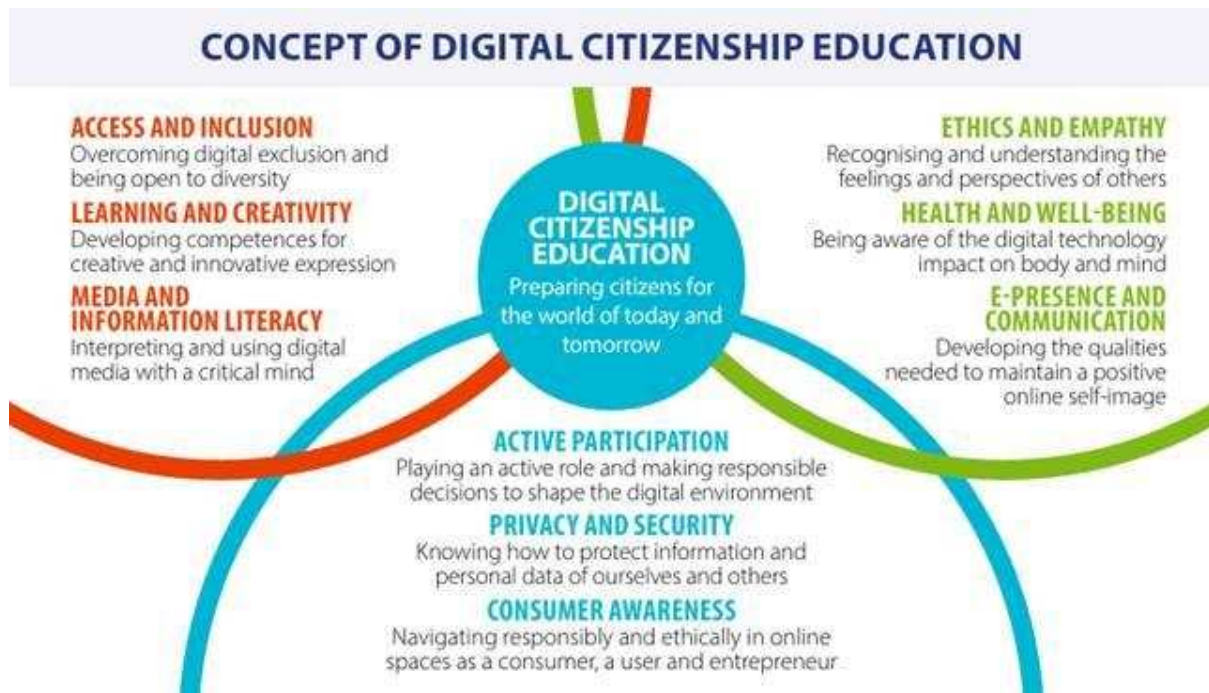 CONCEPT OF DIGITAL CITIZENSHIP EDUCATION
ACCESS AND INCLUSION
Overcoming digital exclusion and
being open to diversity
LEARNING AND CREATIVITY
Developing competences for
creative and innovative expression
MEDIA AND
INFORMATION LITERACY
Interpreting and using digital
media with a critical mind
DIGITAL
CITIZENSHIP
EDUCATION
Preparing citizens for
the world of today and
tomorrow
ETHICS AND EMPATHY
Recognising and understanding the
feelings and perspectives of others
HEALTH AND WELL-BEING
Being aware of the digital technology
impact on body and mind
E-PRESENCE AND
COMMUNICATION
Developing the qualities
needed to maintain a positive
online self-image
ACTIVE PARTICIPATION
Playing an active role and making responsible
decisions to shape the digital environment
PRIVACY AND SECURITY
Knowing how to protect information and
personal data of ourselves and others
CONSUMER AWARENESS
Navigating responsibly and ethically in online
spaces as a consumer, a user and entrepreneur